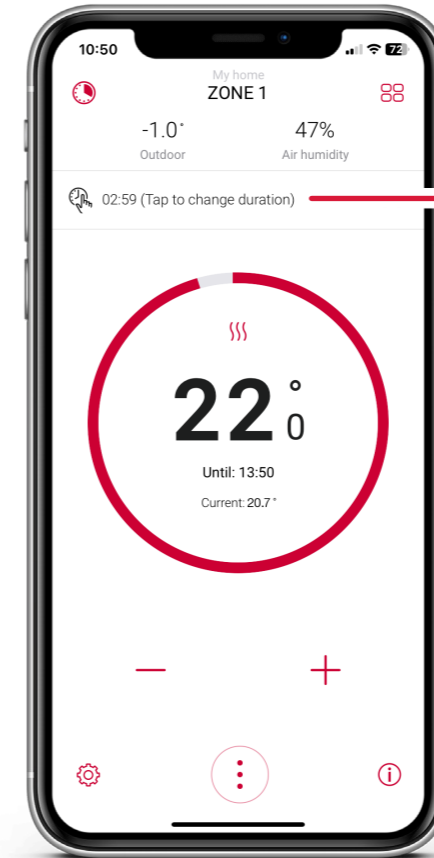 10:50
72
My home
ZONE 1
-1.0°
47%
Outdoor
Air humidity
02:59 (Tap to change duration)
22°0
Until: 13:50
Current: 20.7 °